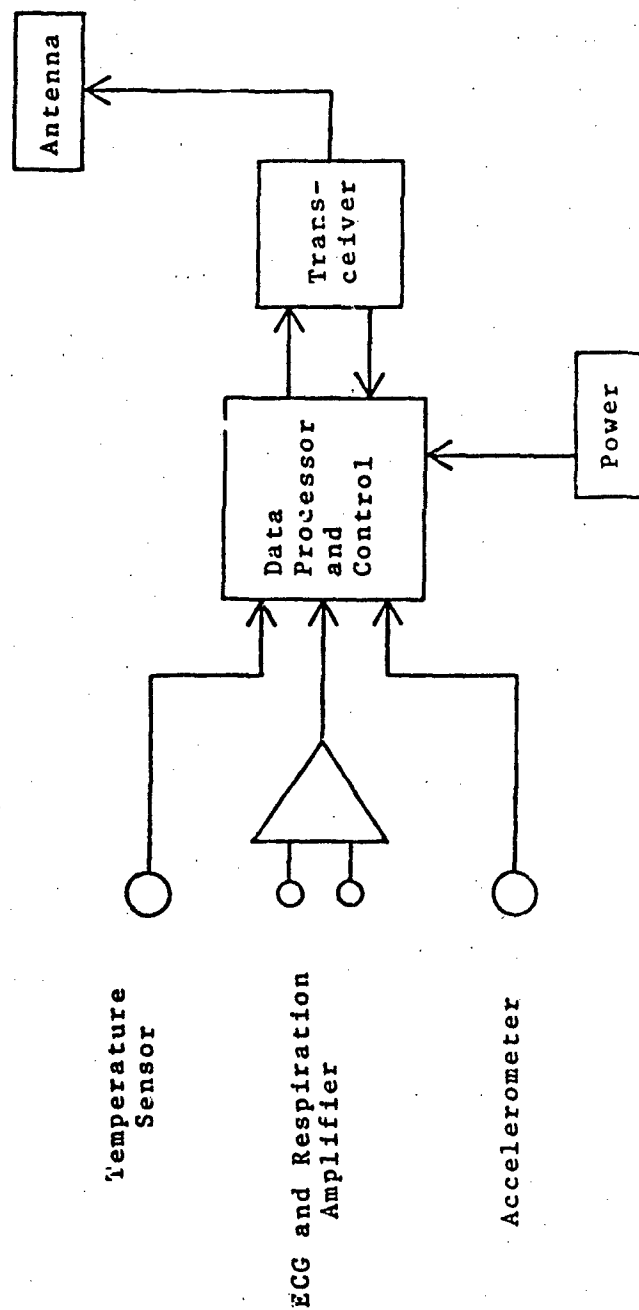 Temperature
Sensor
ECG and Respiration
Amplifier
Accelerometer
Data
Processor
and
Control
Trans-
ceiver
Antenna
Power